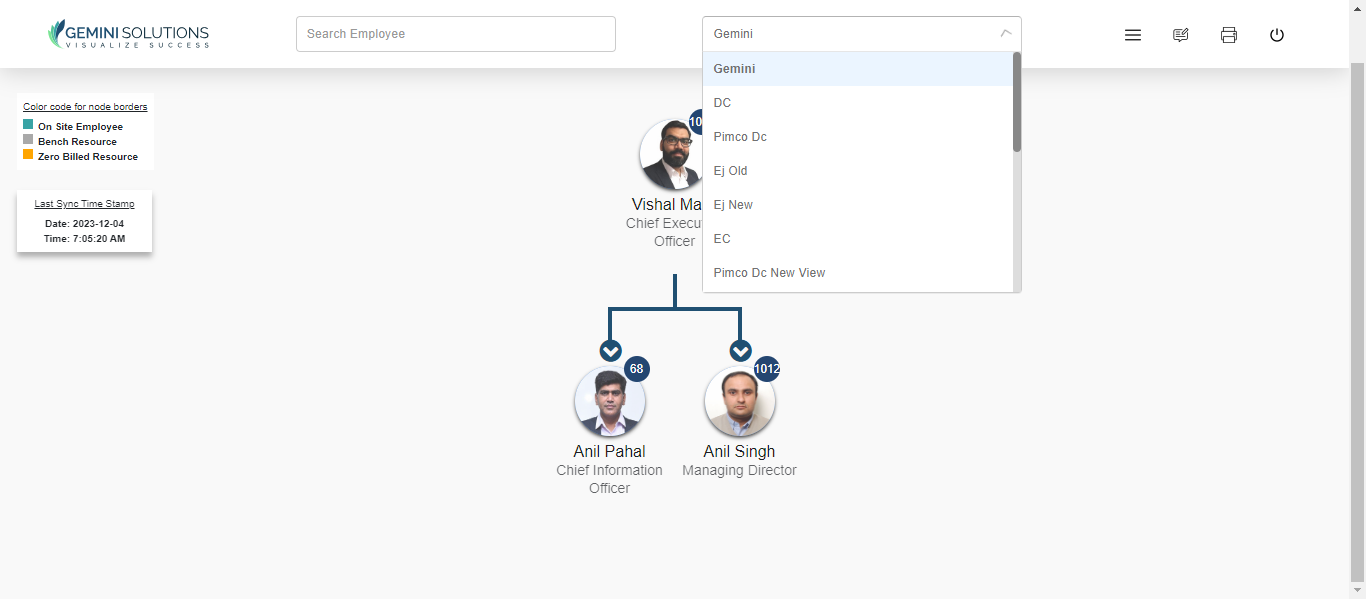 GEMINI SOLUTIONS
VISUALIZE SUCCESS
Search Employee
Gemini
Gemini
DC
Pimco Dc
Ej Old
Ej New
EC
Pimco Dc New View
Color code for node borders
On Site Employee
Bench Resource
Zero Billed Resource
Last Sync Time Stamp
Date: 2023-12-04
Time: 7:05:20 AM
10
Vishal Ma
Chief Execu
Officer
68
Anil Pahal
Chief Information
Officer
1012
Anil Singh
Managing Director